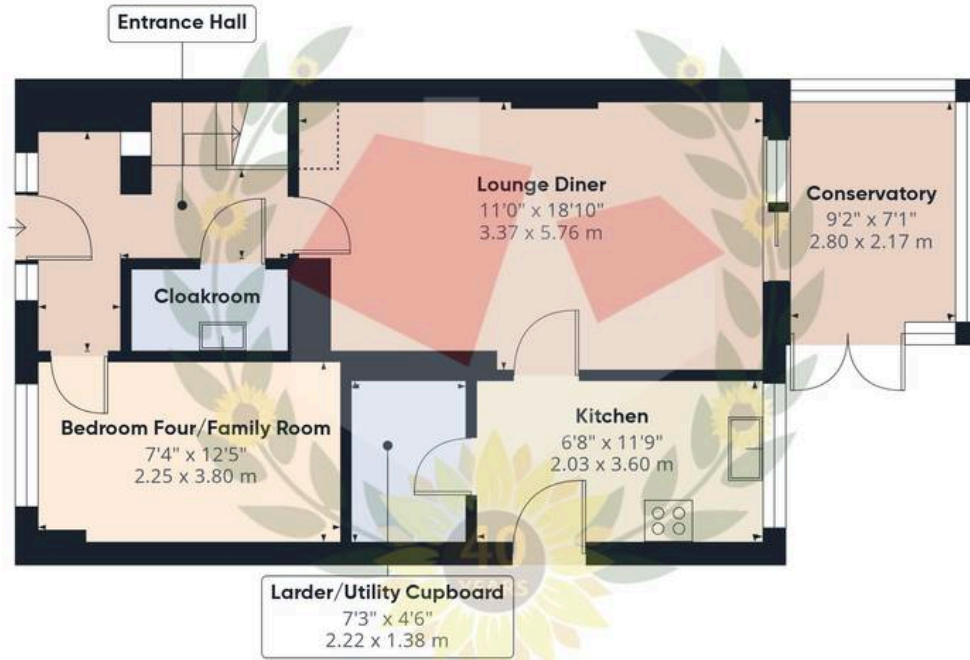 Entrance Hall
Lounge Diner
11'0" x 18'10"
3.37 x 5.76 m
Conservatory
9'2" x 7'1"
2.80 x 2.17 m
Cloakroom
Bedroom Four/Family Room
7'4" x 12'5"
2.25 x 3.80 m
Kitchen
6'8" x 11'9"
2.03 x 3.60 m
40
YEARS
Larder/Utility Cupboard
7'3" x 4'6"
2.22 x 1.38 m